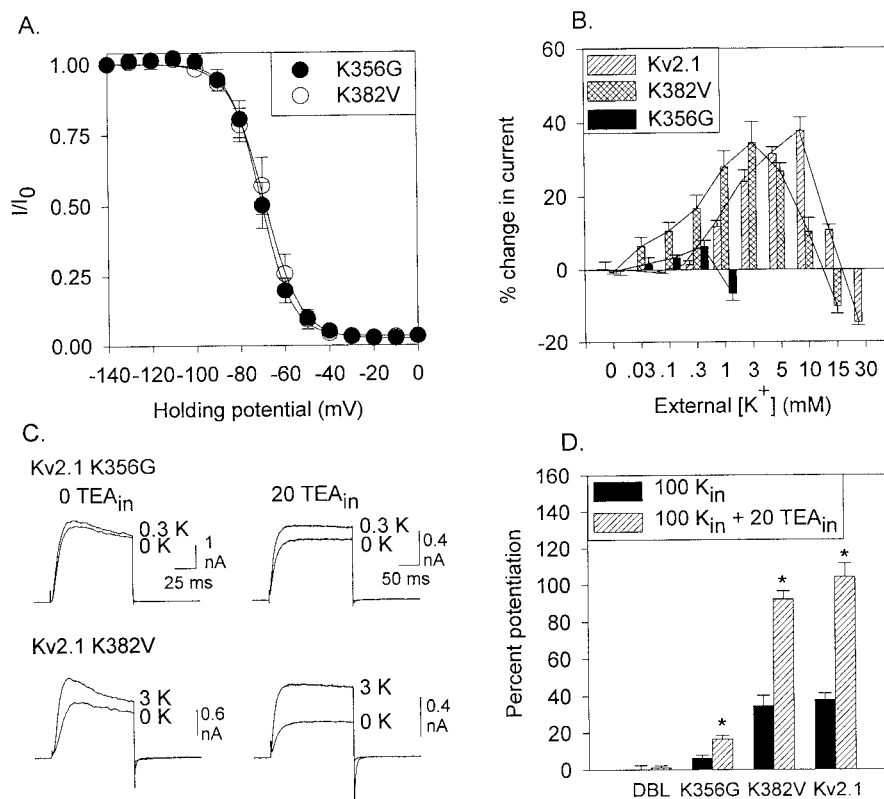 A.
K356G
K382V
I/I0
1.00
0.75
0.50
0.25
0.00
-140 -120 -100 -80 -60 -40 -20 0
Holding potential (mV)
B.
Kv2.1
K382V
K356G
% change in current
60
40
20
0
-20
0 .03 .1 .3 1 3 5 10 15 30
External [K+] (mM)
C.
Kv2.1 K356G
0 TEAin
20 TEAin
0.3 K
0 K
1
nA
25 ms
0.3 K
0 K
0.4
nA
50 ms
Kv2.1 K382V
3 K
0 K
0.6
nA
3 K
0 K
0.4
nA
D.
100 Kin
100 Kin + 20 TEAin
Percent potentiation
160
140
120
100
80
60
40
20
0
* * *
DBL K356G K382V Kv2.1